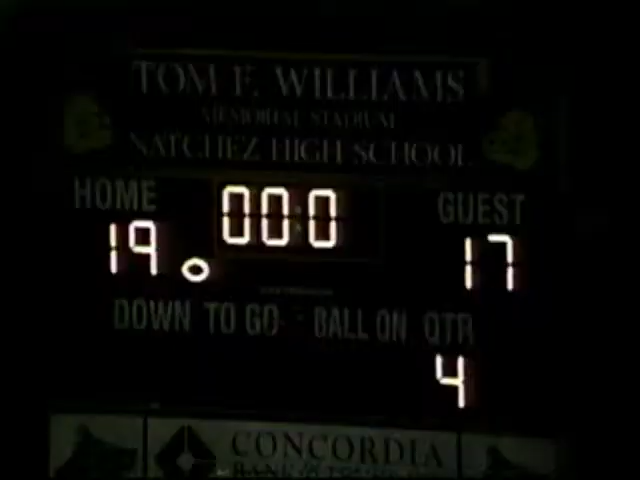 TOM F. WILLIAMS
MEMORIAL STADIUM
NATCHEZ HIGH SCHOOL
HOME 00:0 GUEST
19 17
DOWN TO GO BALL ON QTR
4
CONCORDIA
BANK